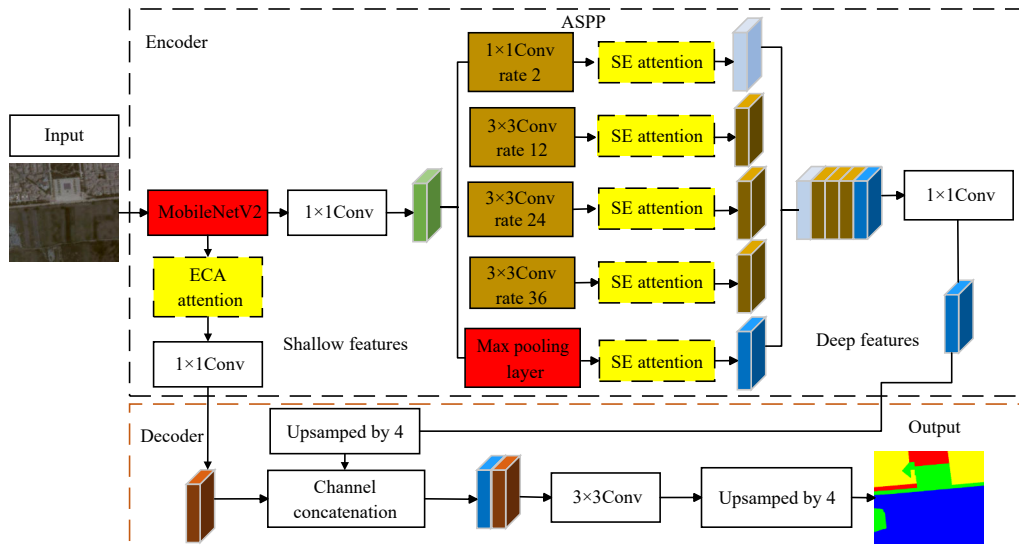 Encoder
ASPP
1×1Conv
rate 2
SE attention
3×3Conv
rate 12
SE attention
Input
MobileNetV2
1×1Conv
3×3Conv
rate 24
SE attention
1×1Conv
ECA
attention
3×3Conv
rate 36
SE attention
1×1Conv
Shallow features
Max pooling
layer
SE attention
Deep features
Decoder
Upsamped by 4
Output
Channel
concatenation
3×3Conv
Upsamped by 4